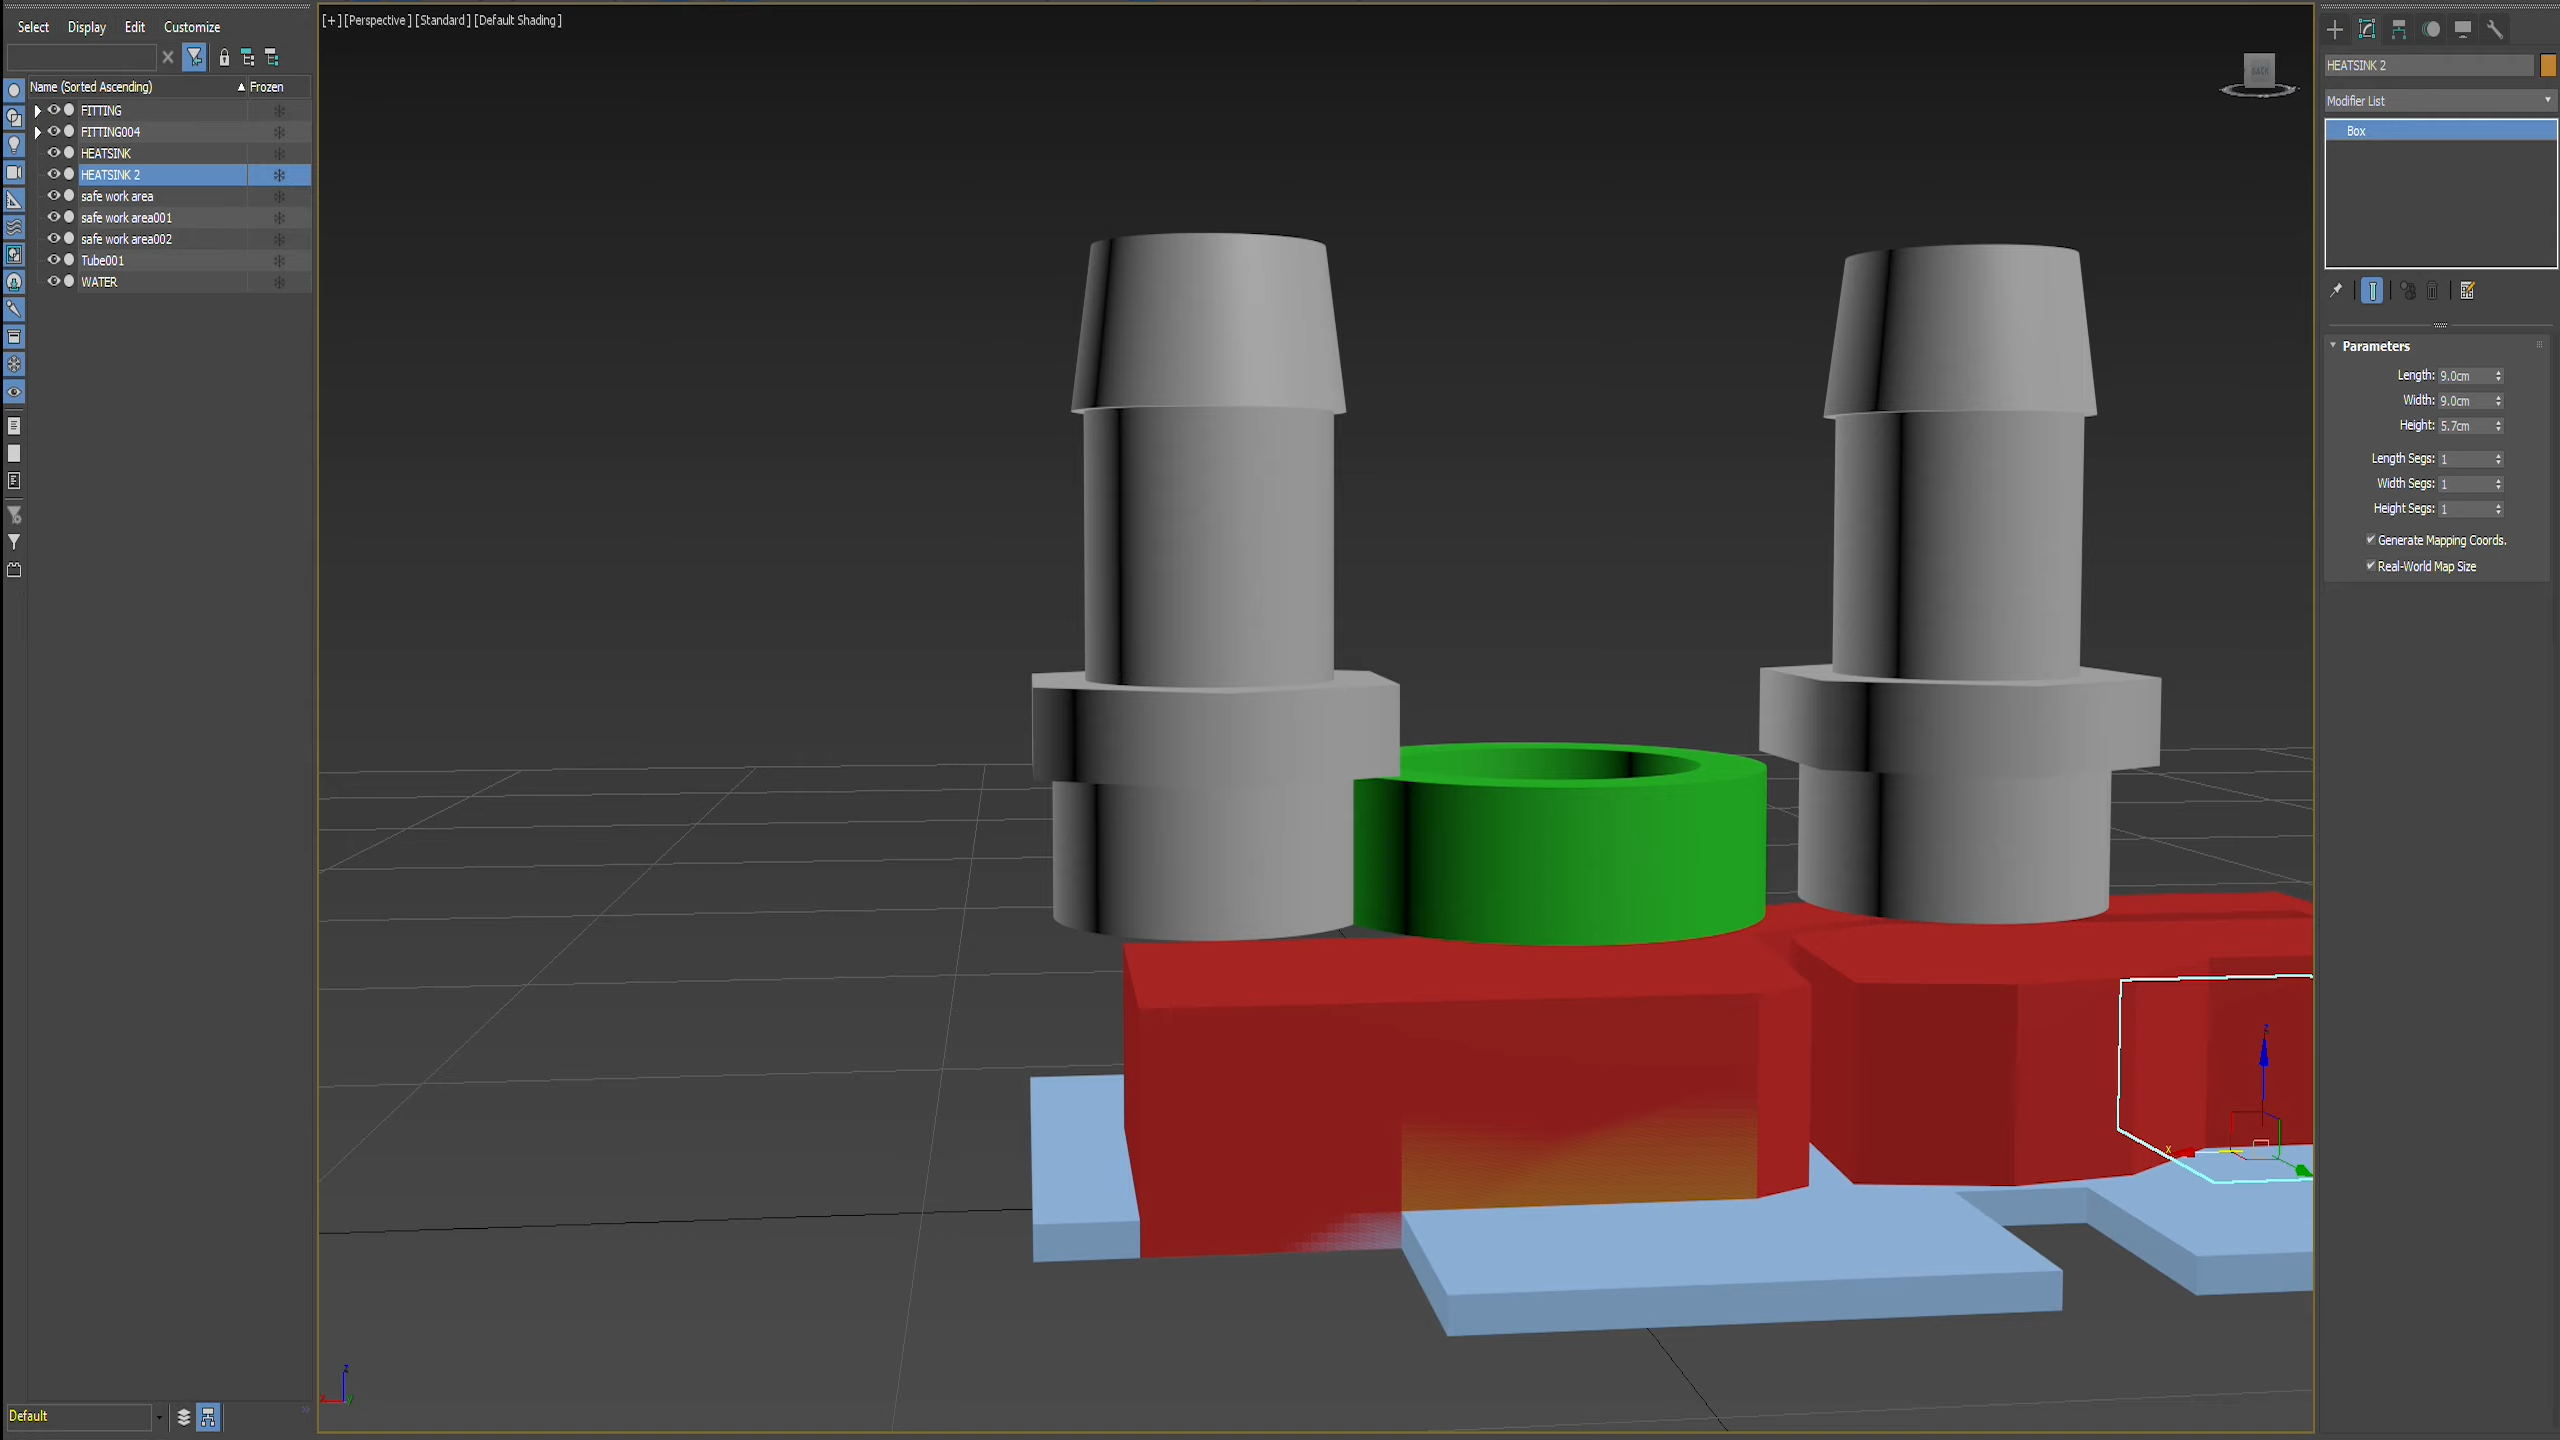 Select Display Edit Customize
Name (Sorted Ascending) Frozen
FITTING
FITTING004
HEATSINK
HEATSINK 2
safe work area
safe work area001
safe work area002
Tube001
WATER
Default
[+] [Perspective ] [Standard ] [Default Shading ]
BACK
z
x
z
x
y
HEATSINK 2
Modifier List
Box
Parameters
Length: 9.0cm
Width: 9.0cm
Height: 5.7cm
Length Segs: 1
Width Segs: 1
Height Segs: 1
Generate Mapping Coords.
Real-World Map Size